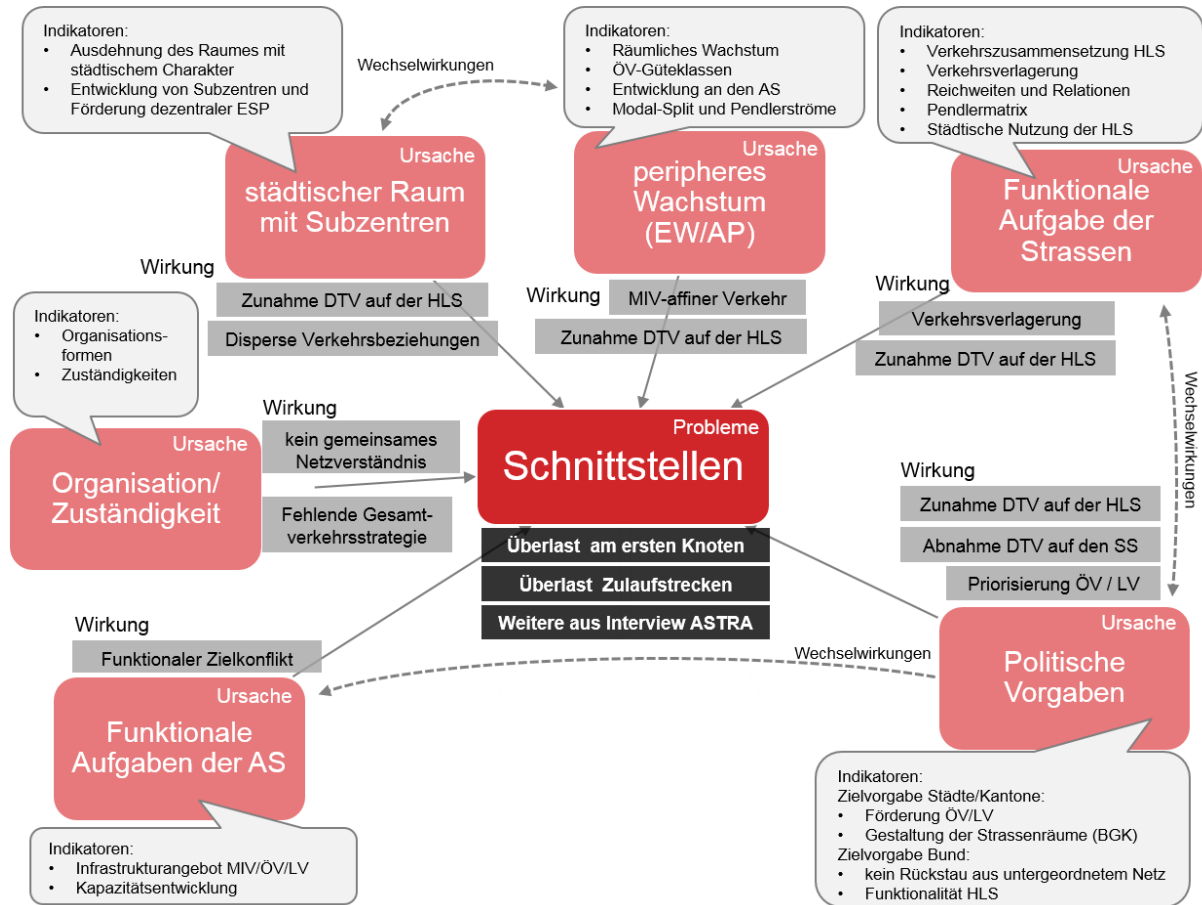 Indikatoren:
• Ausdehnung des Raumes mit
städtischem Charakter
• Entwicklung von Subzentren und
Förderung dezentraler ESP
Wechselwirkungen
Indikatoren:
• Räumliches Wachstum
• ÖV-Güteklassen
• Entwicklung an den AS
• Modal-Split und Pendlerströme
Indikatoren:
• Verkehrszusammensetzung HLS
• Verkehrsverlagerung
• Reichweiten und Relationen
• Pendlermatrix
• Städtische Nutzung der HLS
Ursache
städtischer Raum
mit Subzentren
Wirkung
Zunahme DTV auf der HLS
Disperse Verkehrsbeziehungen
Ursache
peripheres
Wachstum
(EW/AP)
Wirkung
MIV-affiner Verkehr
Zunahme DTV auf der HLS
Ursache
Funktionale
Aufgabe der
Strassen
Wirkung
Verkehrsverlagerung
Zunahme DTV auf der HLS
Wechselwirkungen
Indikatoren:
• Organisations-
formen
• Zuständigkeiten
Ursache
Organisation/
Zuständigkeit
Wirkung
kein gemeinsames
Netzverständnis
Fehlende Gesamt-
verkehrsstrategie
Probleme
Schnittstellen
Überlast am ersten Knoten
Überlast Zulaufstrecken
Weitere aus Interview ASTRA
Wirkung
Zunahme DTV auf der HLS
Abnahme DTV auf den SS
Priorisierung ÖV / LV
Ursache
Politische
Vorgaben
Wechselwirkungen
Wirkung
Funktionaler Zielkonflikt
Ursache
Funktionale
Aufgaben der AS
Indikatoren:
• Infrastrukturangebot MIV/ÖV/LV
• Kapazitätsentwicklung
Indikatoren:
Zielvorgabe Städte/Kantone:
• Förderung ÖV/LV
• Gestaltung der Strassenräume (BGK)
Zielvorgabe Bund:
• kein Rückstau aus untergeordnetem Netz
• Funktionalität HLS